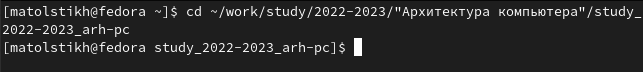 [matolstikh@fedora ~]$ cd ~/work/study/2022-2023/"Архитектура компьютера"/study_
2022-2023_arh-pc
[matolstikh@fedora study_2022-2023_arh-pc]$